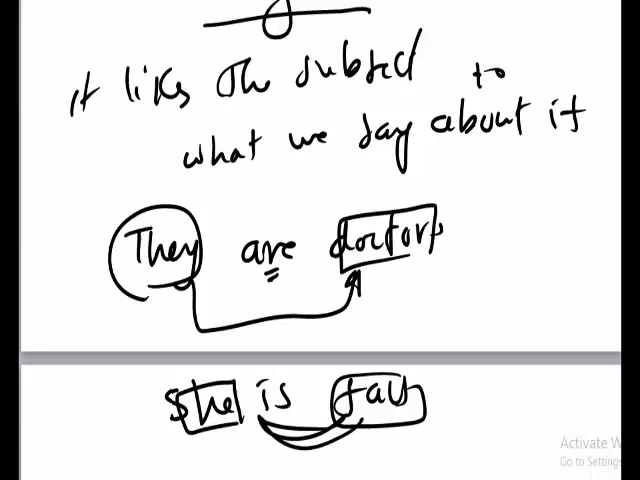 it links the subject to
what we say about it
They are doctors
She is tall
Activate W
Go to Settings